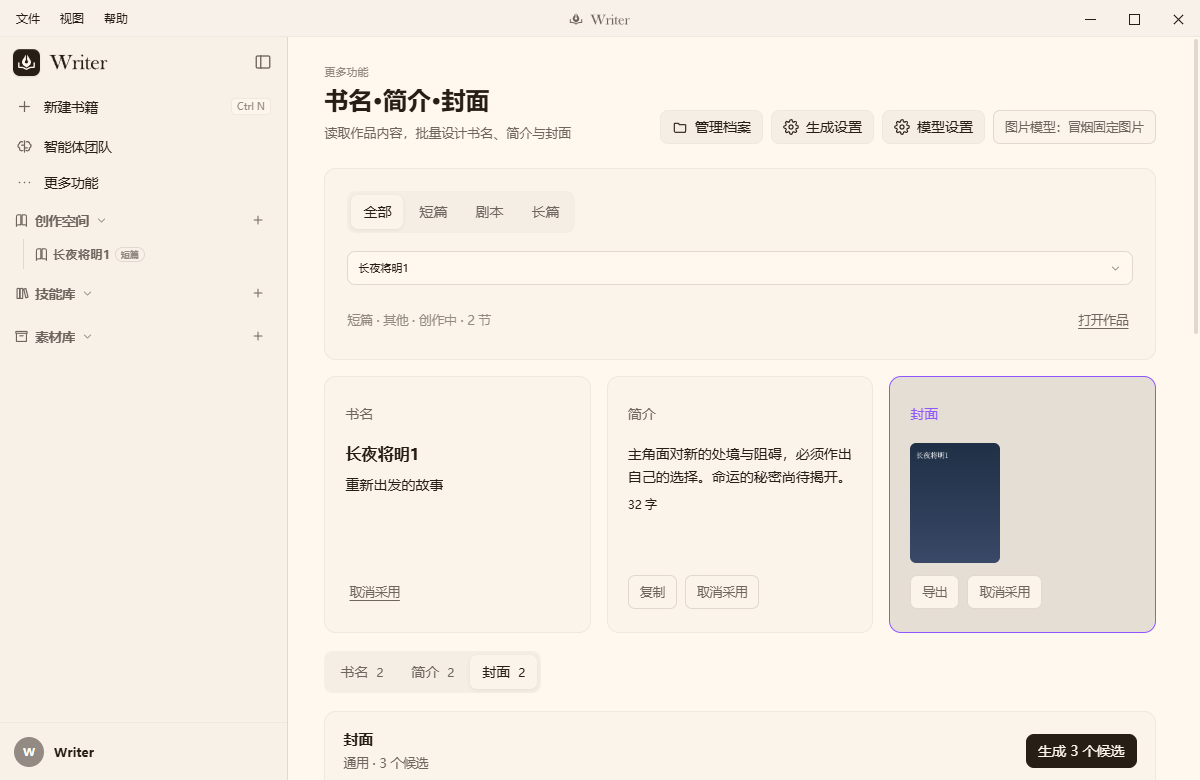 文件 视图 帮助
Writer
Writer
新建书籍 Ctrl N
智能体团队
更多功能
创作空间
长夜将明1 短篇
技能库
素材库
W Writer
更多功能
书名·简介·封面
读取作品内容，批量设计书名、简介与封面
管理档案 生成设置 模型设置 图片模型：冒烟固定图片
全部 短篇 剧本 长篇
长夜将明1
短篇 · 其他 · 创作中 · 2 节 打开作品
书名
长夜将明1
重新出发的故事
取消采用
简介
主角面对新的处境与阻碍，必须作出
自己的选择。命运的秘密尚待揭开。
32 字
复制 取消采用
封面
长夜将明1
导出 取消采用
书名 2 简介 2 封面 2
封面
通用 · 3 个候选
生成 3 个候选